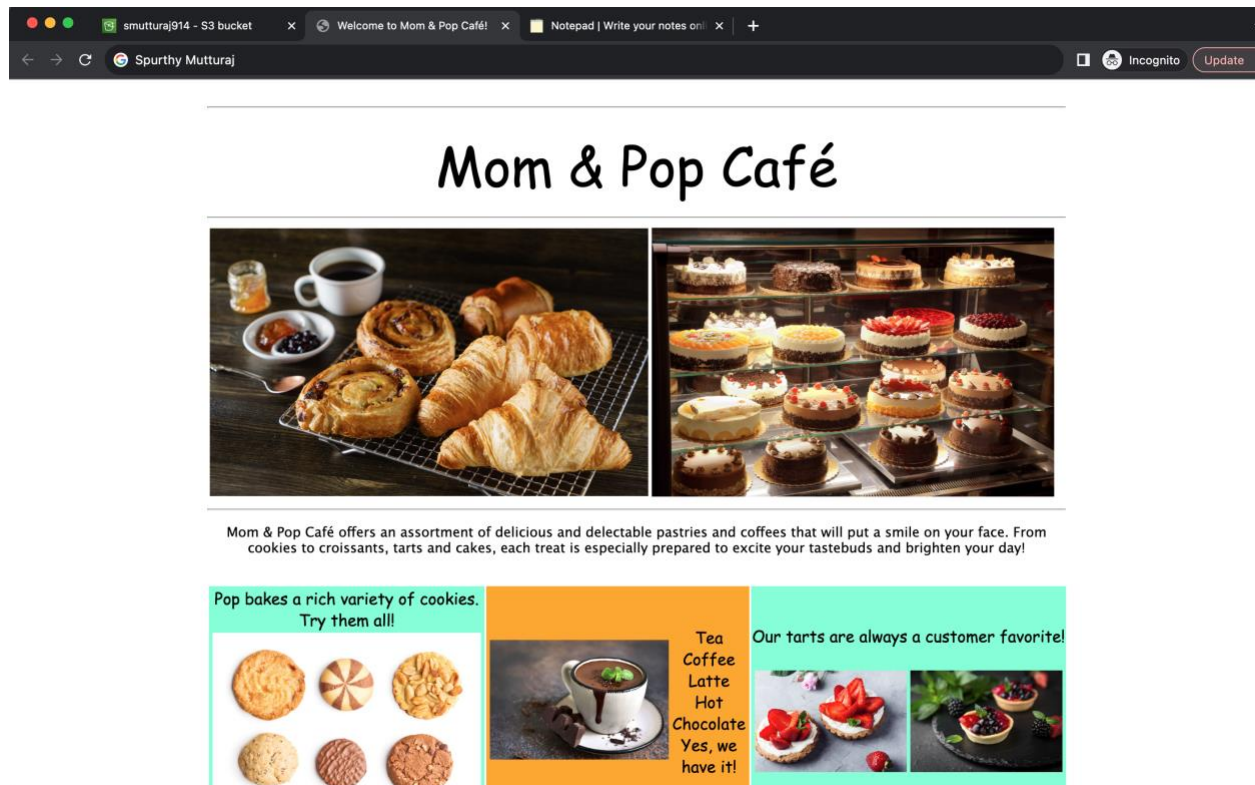 smutturaj914 - S3 bucket
Welcome to Mom & Pop Café!
Notepad | Write your notes onl
Spurthy Mutturaj
Incognito
Update
Mom & Pop Café
Mom & Pop Café offers an assortment of delicious and delectable pastries and coffees that will put a smile on your face. From
cookies to croissants, tarts and cakes, each treat is especially prepared to excite your tastebuds and brighten your day!
Pop bakes a rich variety of cookies.
Try them all!
Tea
Coffee
Latte
Hot
Chocolate
Yes, we
have it!
Our tarts are always a customer favorite!